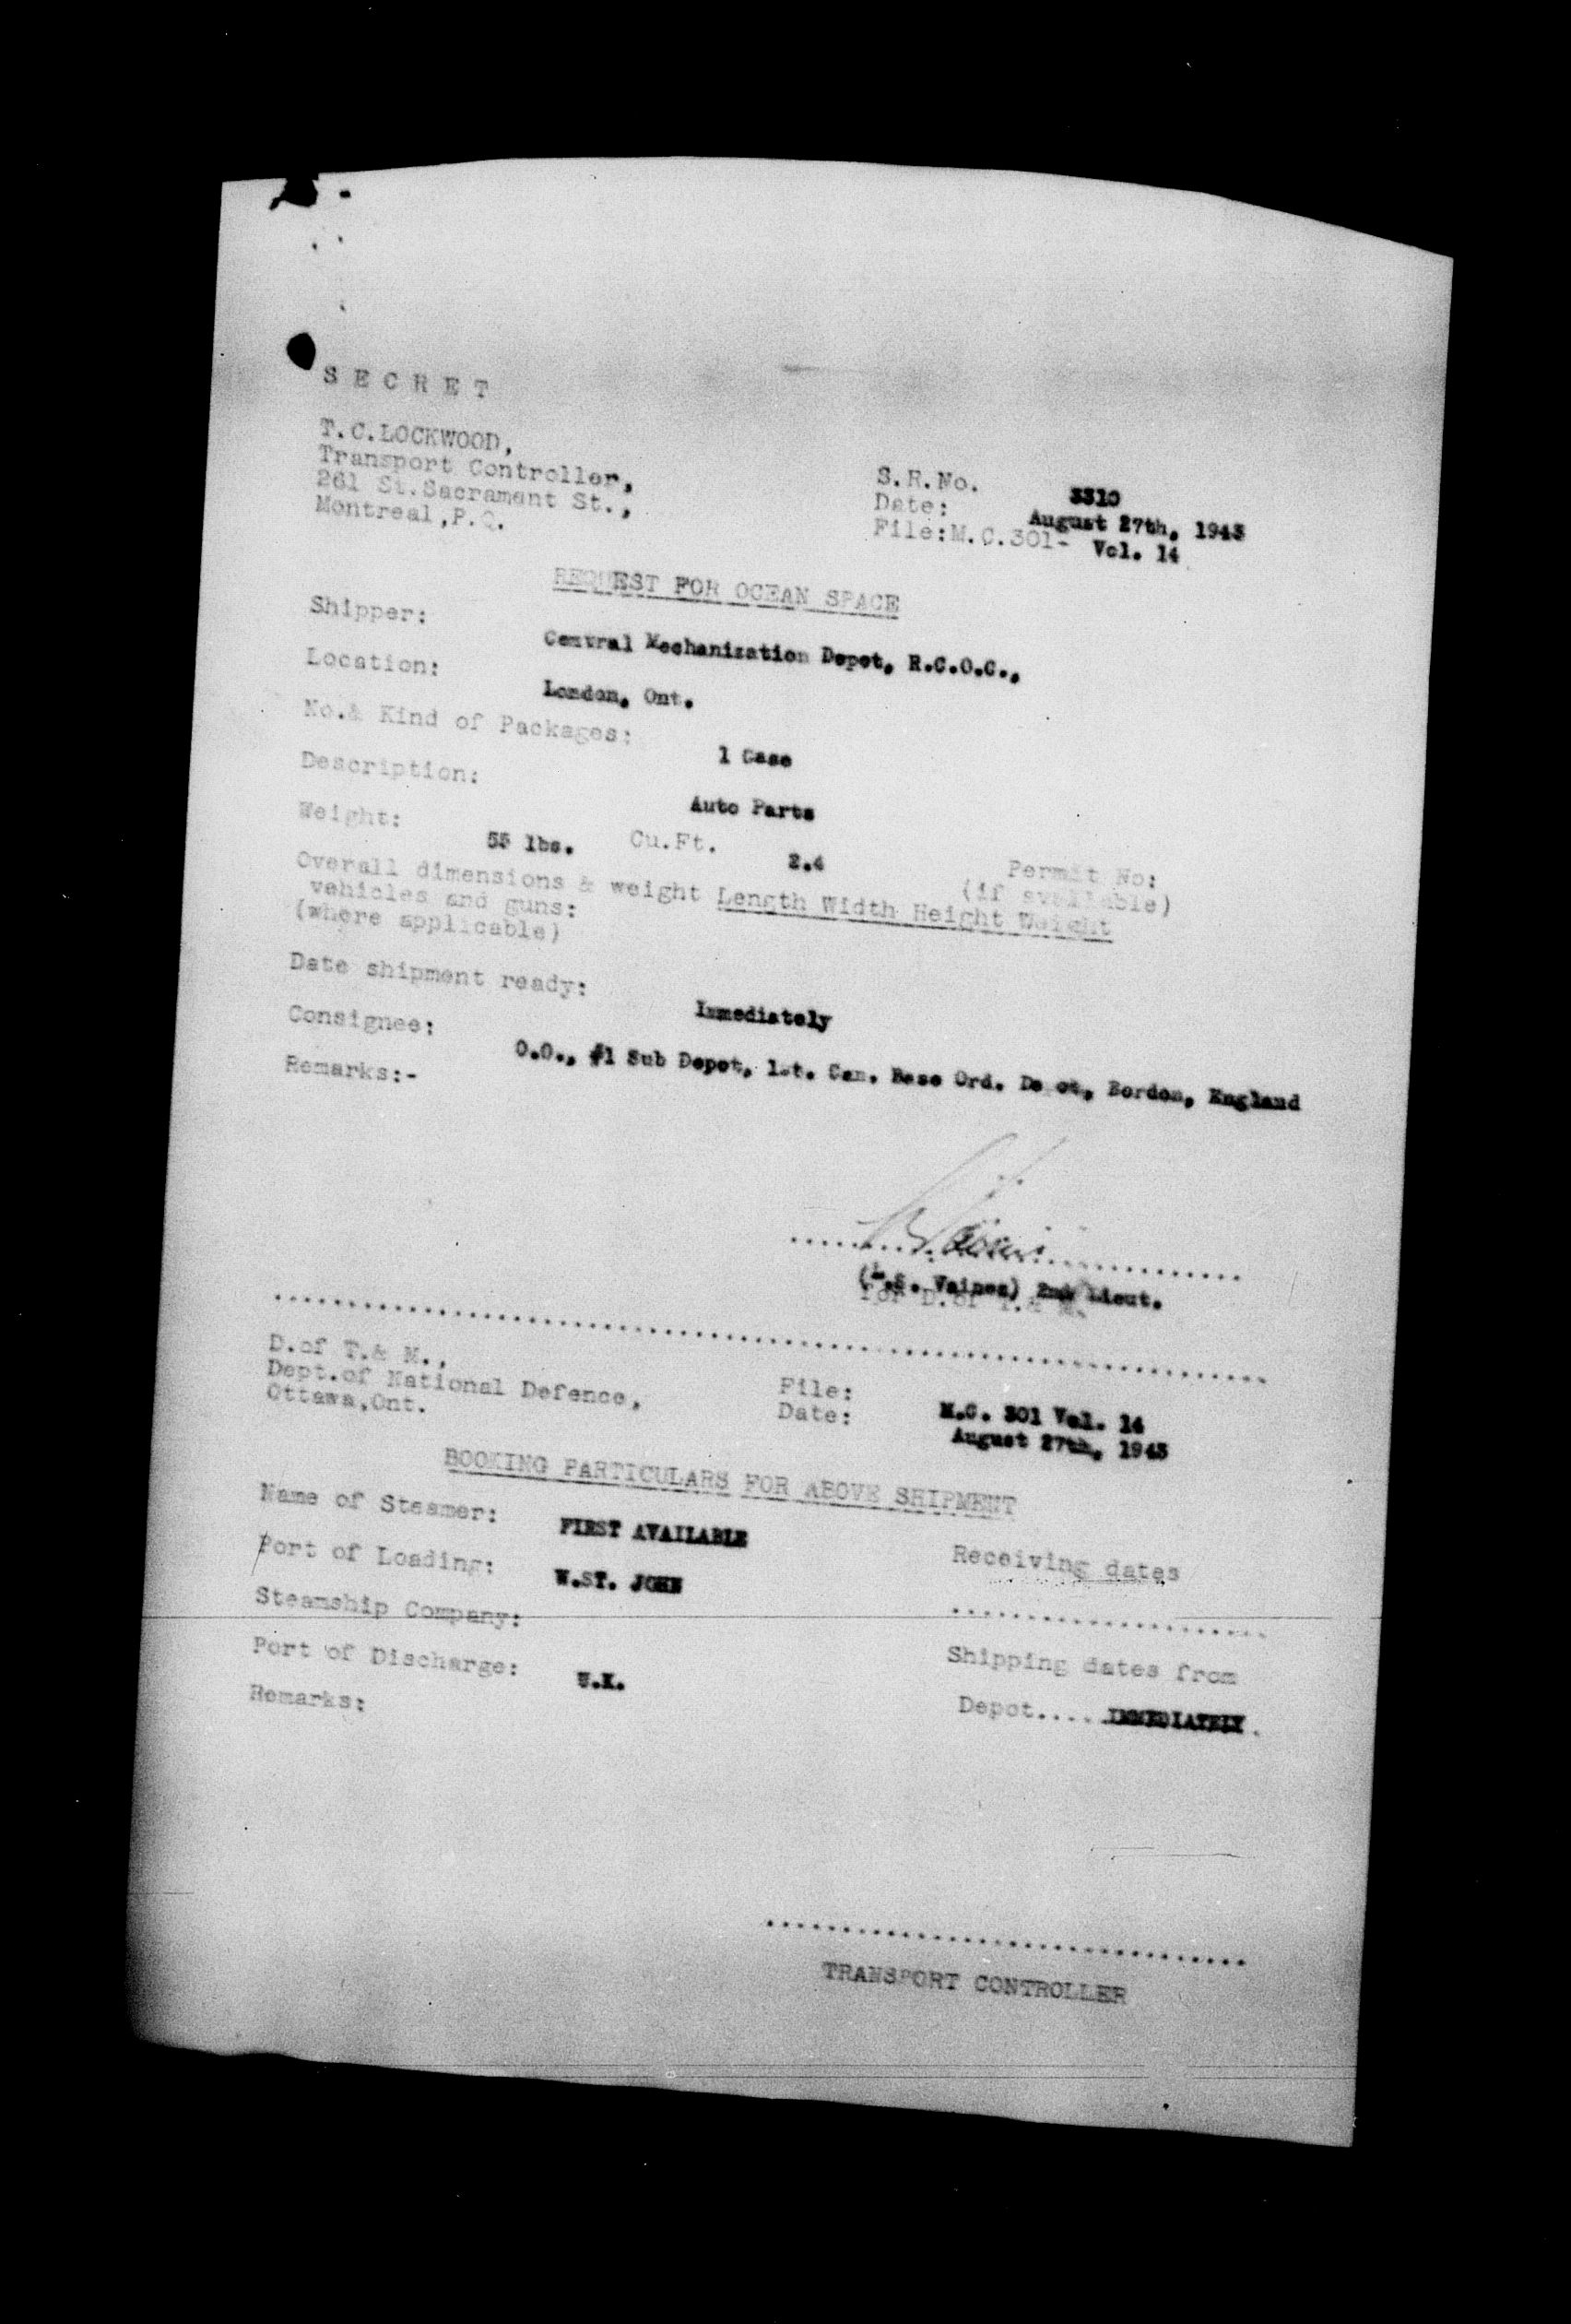 SECRET
T.C.LOCKWOOD,
Transport Controller,
261 St.Sacrament St.,
Montreal,P.Q.
S.R.No. 3310
Date: August 27th, 1943
File:M.C.301- Vol. 14
REQUEST FOR OCEAN SPACE
Shipper: Central Mechanization Depot, R.C.O.C.,
Location: London, Ont.
No.& Kind of Packages: 1 Case
Description: Auto Parts
Weight: 55 lbs. Cu.Ft. 2.4 Permit No:
(if available)
Overall dimensions & weight Length Width Height Weight
vehicles and guns:
(where applicable)
Date shipment ready: Immediately
Consignee: O.O., #1 Sub Depot, 1st. Can. Base Ord. Depot, Bordon, England
Remarks:-
Vaines) 2nd Lieut.
for D.of T.& M.
D.of T.& M.,
Dept.of National Defence,
Ottawa,Ont.
File: M.C. 301 Vol. 14
Date: August 27th, 1943
BOOKING PARTICULARS FOR ABOVE SHIPMENT
Name of Steamer: FIRST AVAILABLE
Port of Loading: W.ST. JOHN
Receiving dates
Steamship Company:
Port of Discharge: U.K.
Shipping dates from
Remarks:
Depot.....IMMEDIATELY.
TRANSPORT CONTROLLER